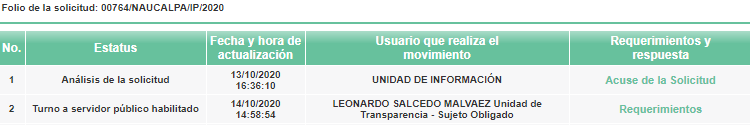 Folio de la solicitud: 00764/NAUCALPA/IP/2020
No. Estatus Fecha y hora de actualización Usuario que realiza el movimiento Requerimientos y respuesta
1 Análisis de la solicitud 13/10/2020 16:36:10 UNIDAD DE INFORMACIÓN Acuse de la Solicitud
2 Turno a servidor público habilitado 14/10/2020 14:58:54 LEONARDO SALCEDO MALVAEZ Unidad de Transparencia - Sujeto Obligado Requerimientos